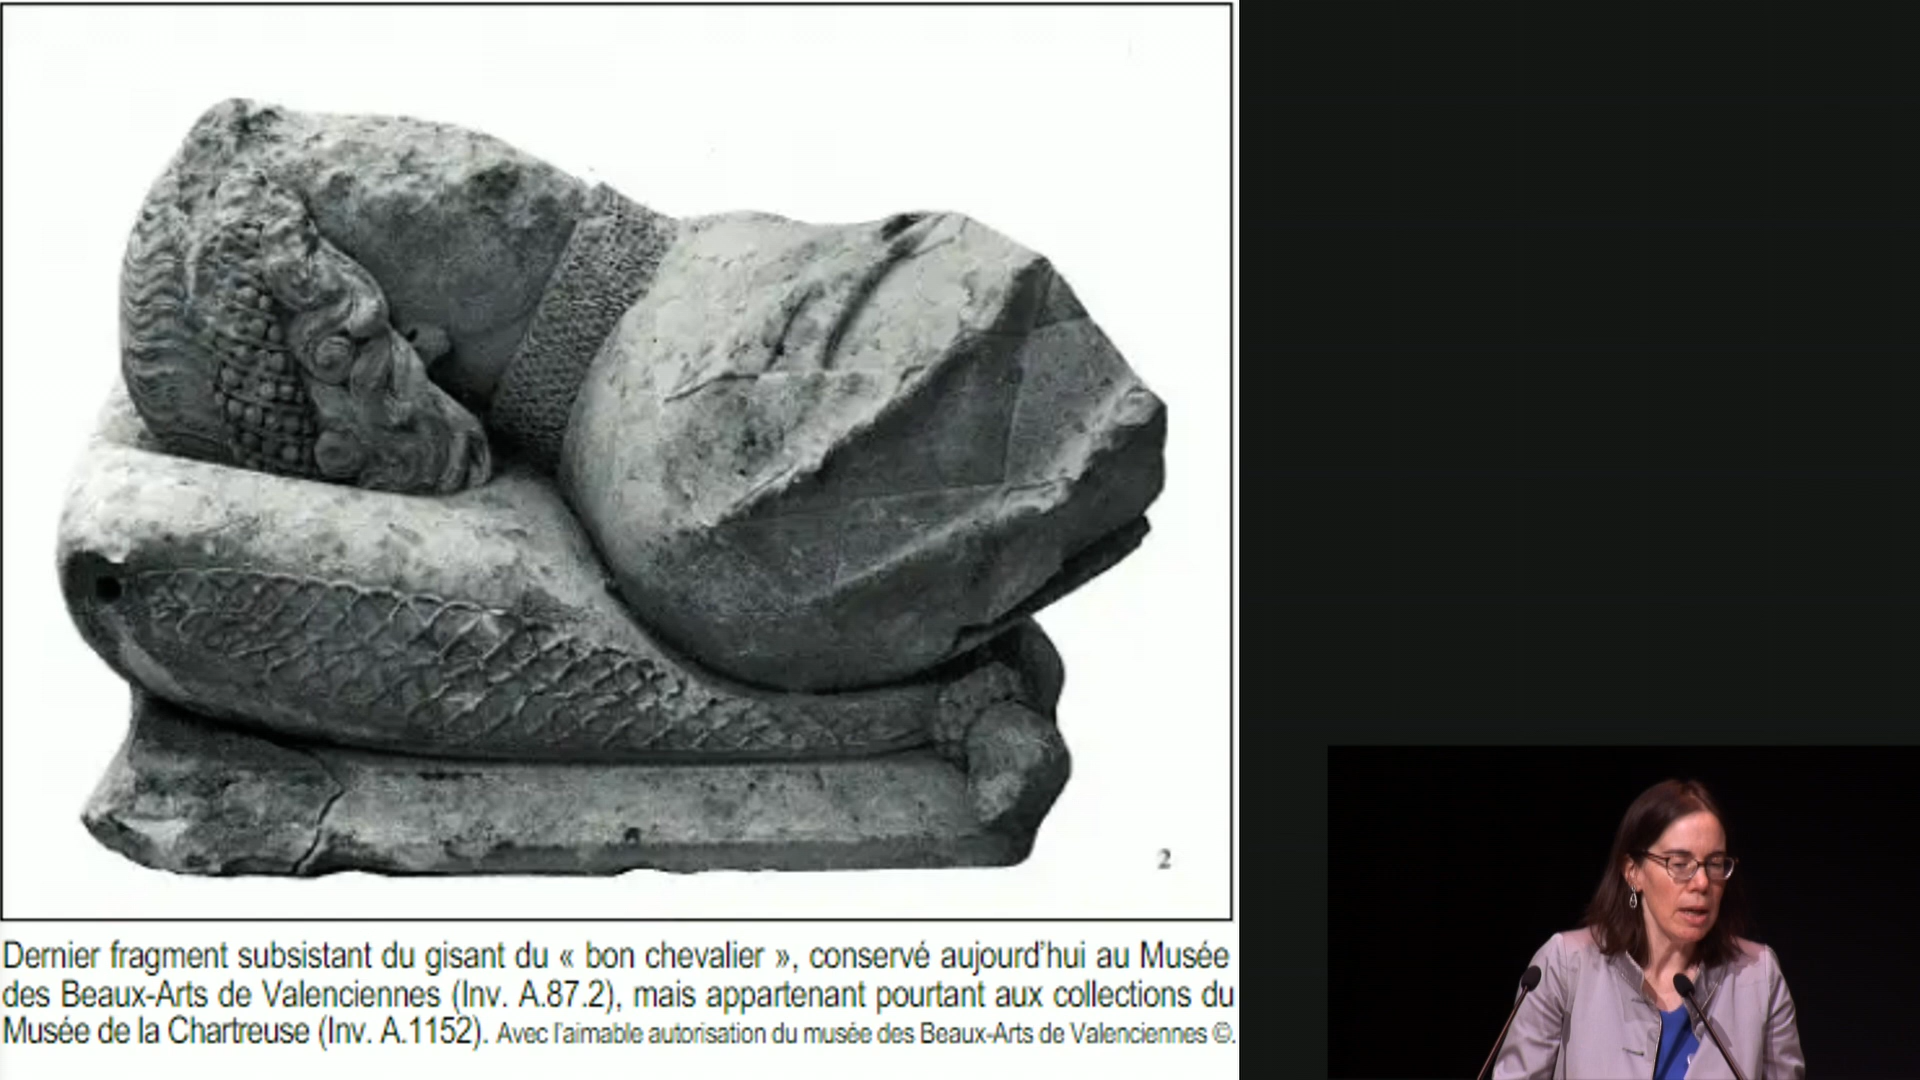 2
Dernier fragment subsistant du gisant du « bon chevalier », conservé aujourd'hui au Musée
des Beaux-Arts de Valenciennes (Inv. A.87.2), mais appartenant pourtant aux collections du
Musée de la Chartreuse (Inv. A.1152). Avec l'aimable autorisation du musée des Beaux-Arts de Valenciennes ©.